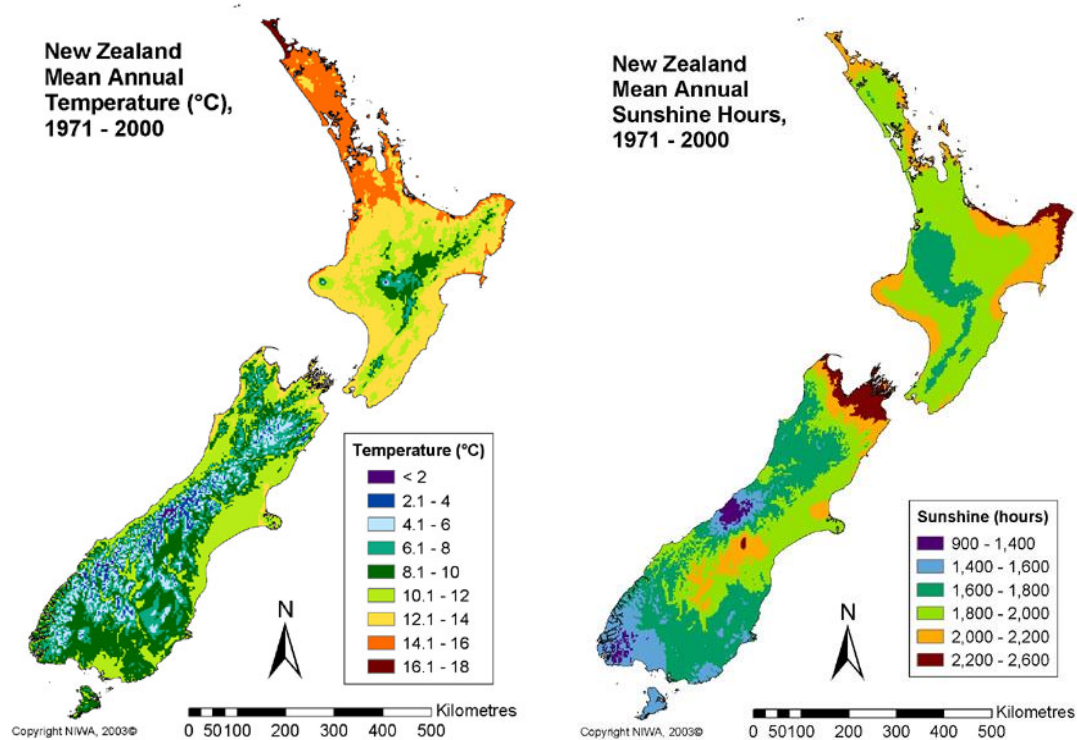 New Zealand
Mean Annual
Temperature (°C),
1971 - 2000
Temperature (°C)
< 2
2.1 - 4
4.1 - 6
6.1 - 8
8.1 - 10
10.1 - 12
12.1 - 14
14.1 - 16
16.1 - 18
N
Kilometres
0 50100 200 300 400 500
Copyright NIWA, 2003©
New Zealand
Mean Annual
Sunshine Hours,
1971 - 2000
Sunshine (hours)
900 - 1,400
1,400 - 1,600
1,600 - 1,800
1,800 - 2,000
2,000 - 2,200
2,200 - 2,600
N
Kilometres
0 50100 200 300 400 500
Copyright NIWA, 2003©